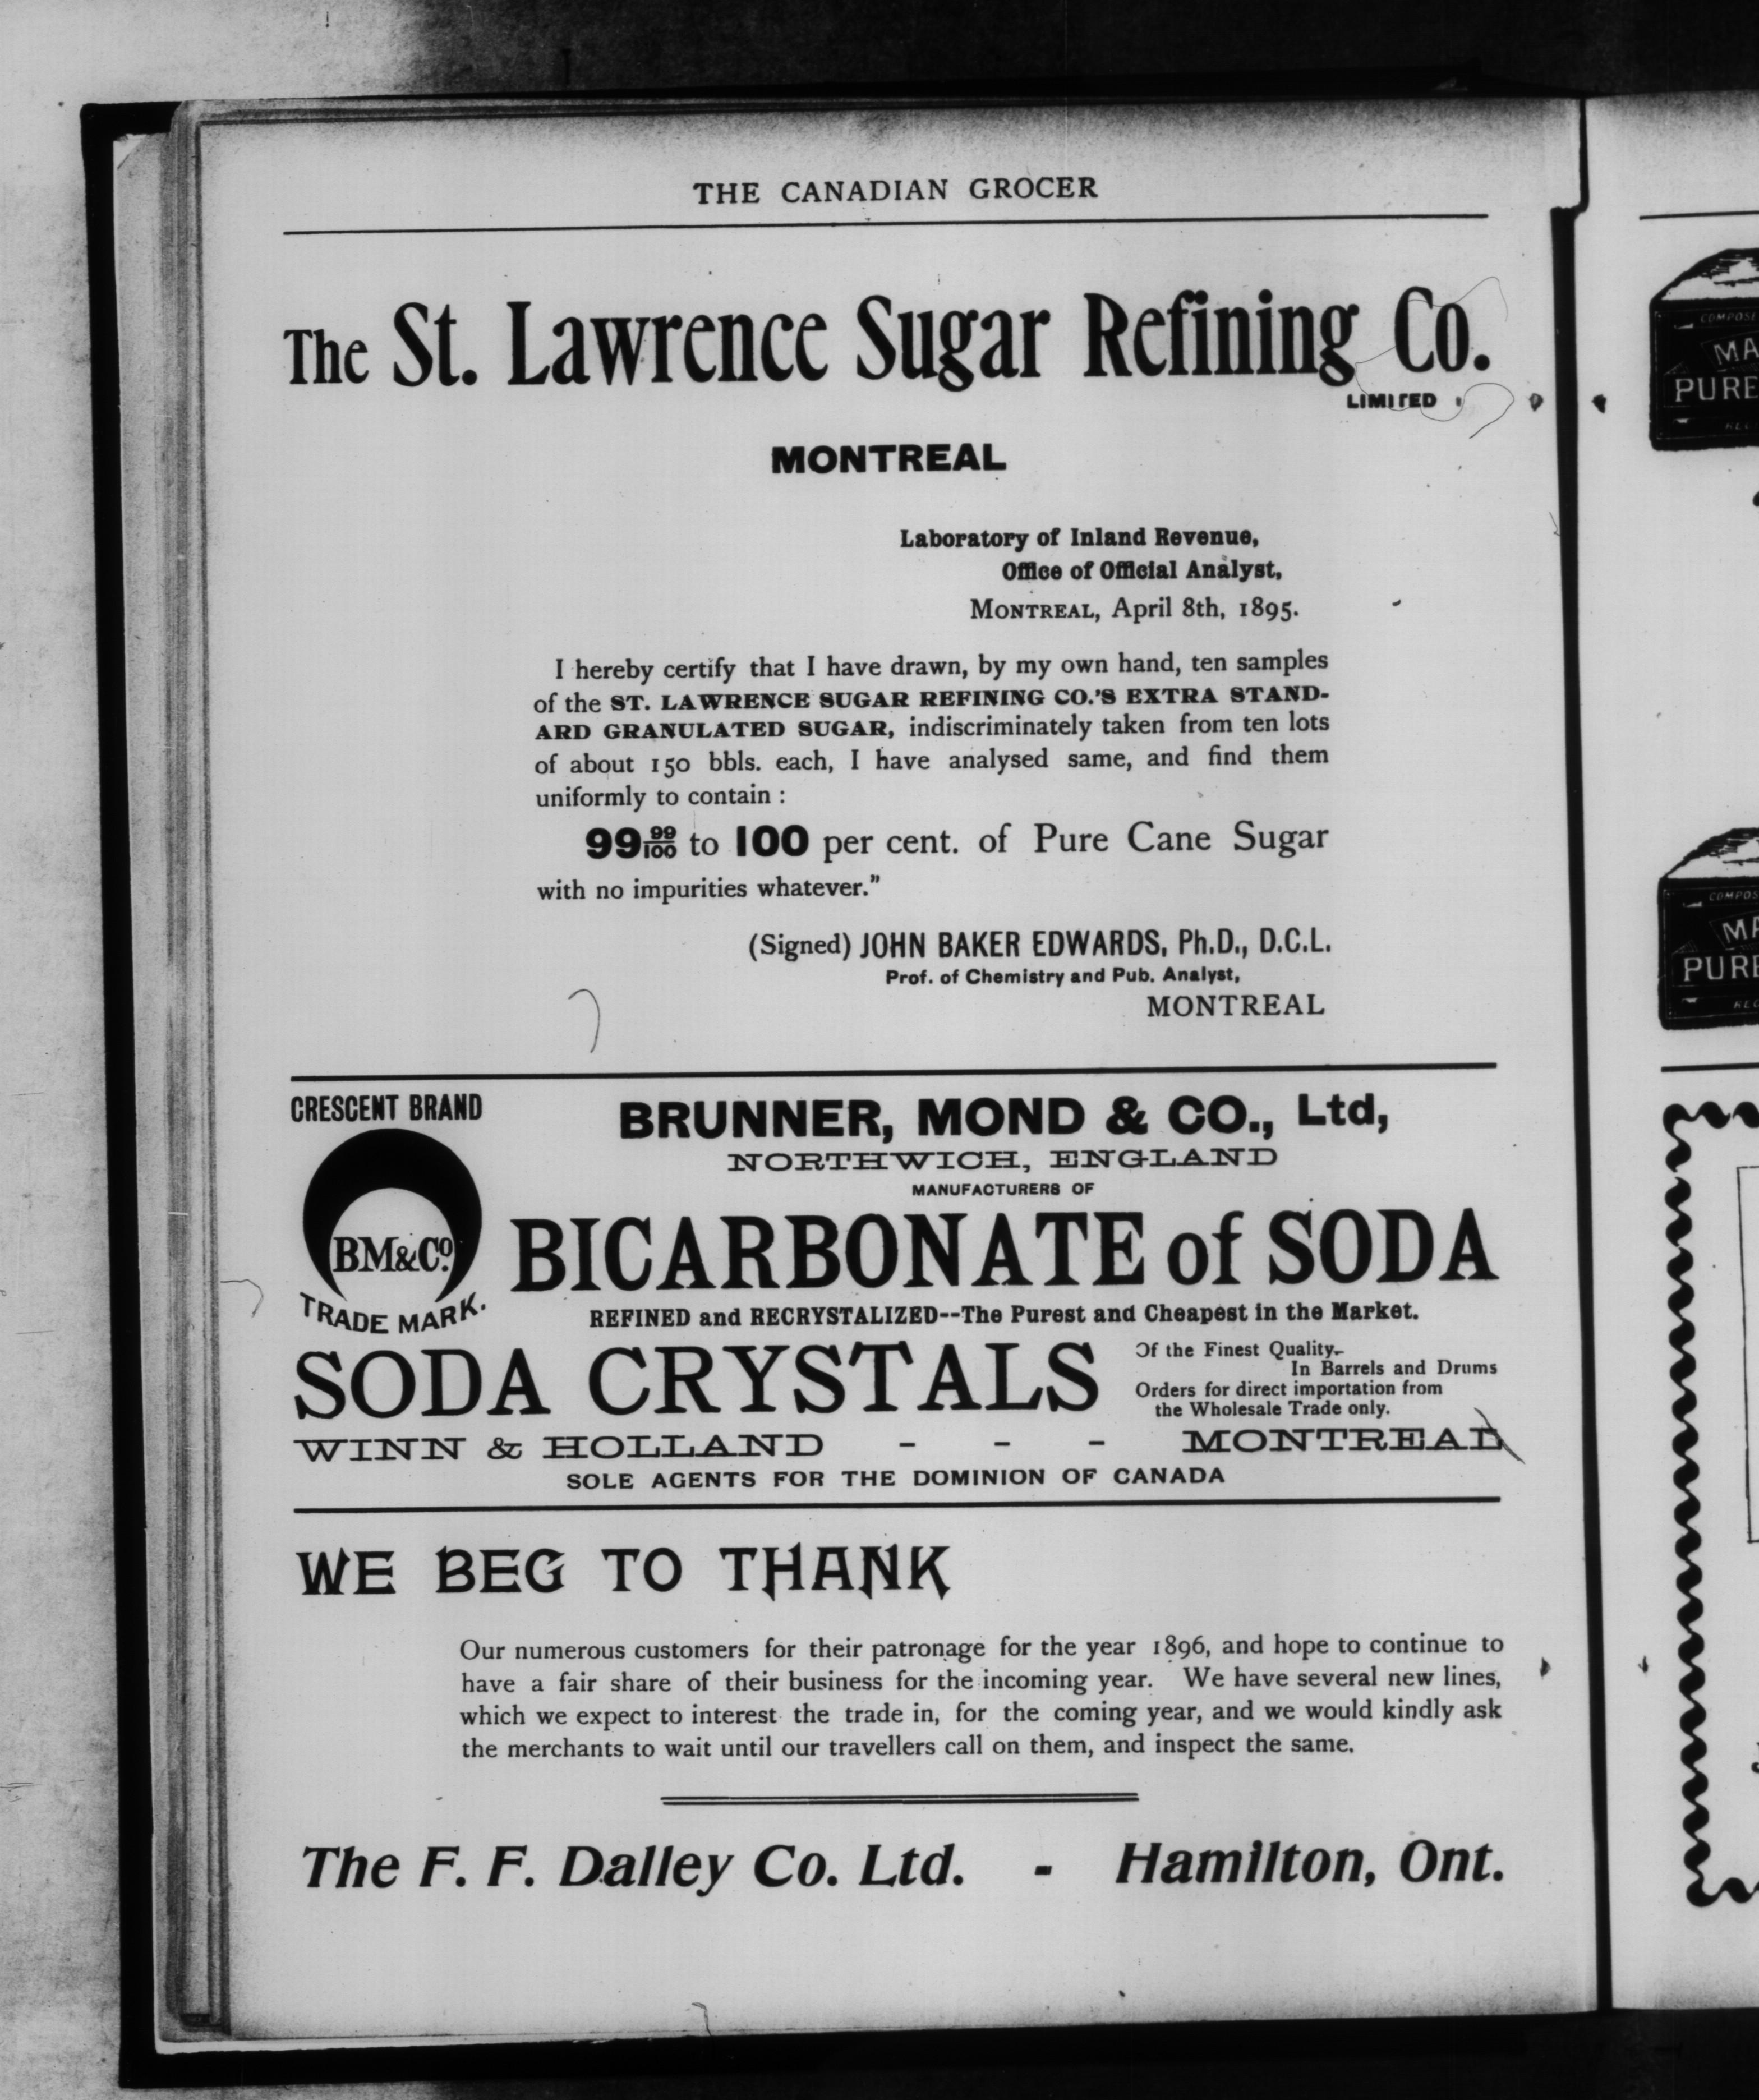 THE CANADIAN GROCER
The St. Lawrence Sugar Refining Co.
LIMITED
MONTREAL
Laboratory of Inland Revenue,
Office of Official Analyst,
MONTREAL, April 8th, 1895.
I hereby certify that I have drawn, by my own hand, ten samples
of the ST. LAWRENCE SUGAR REFINING CO.'S EXTRA STAND-
ARD GRANULATED SUGAR, indiscriminately taken from ten lots
of about 150 bbls. each, I have analysed same, and find them
uniformly to contain :
99 99/100 to 100 per cent. of Pure Cane Sugar
with no impurities whatever."
(Signed) JOHN BAKER EDWARDS, Ph.D., D.C.L.
Prof. of Chemistry and Pub. Analyst,
MONTREAL
CRESCENT BRAND
BM&Co.
TRADE MARK.
BRUNNER, MOND & CO., Ltd,
NORTHWICH, ENGLAND
MANUFACTURERS OF
BICARBONATE of SODA
REFINED and RECRYSTALIZED--The Purest and Cheapest in the Market.
SODA CRYSTALS
Of the Finest Quality-
In Barrels and Drums
Orders for direct importation from
the Wholesale Trade only.
WINN & HOLLAND - - - MONTREAL
SOLE AGENTS FOR THE DOMINION OF CANADA
WE BEG TO THANK
Our numerous customers for their patronage for the year 1896, and hope to continue to
have a fair share of their business for the incoming year. We have several new lines,
which we expect to interest the trade in, for the coming year, and we would kindly ask
the merchants to wait until our travellers call on them, and inspect the same.
The F. F. Dalley Co. Ltd. - Hamilton, Ont.